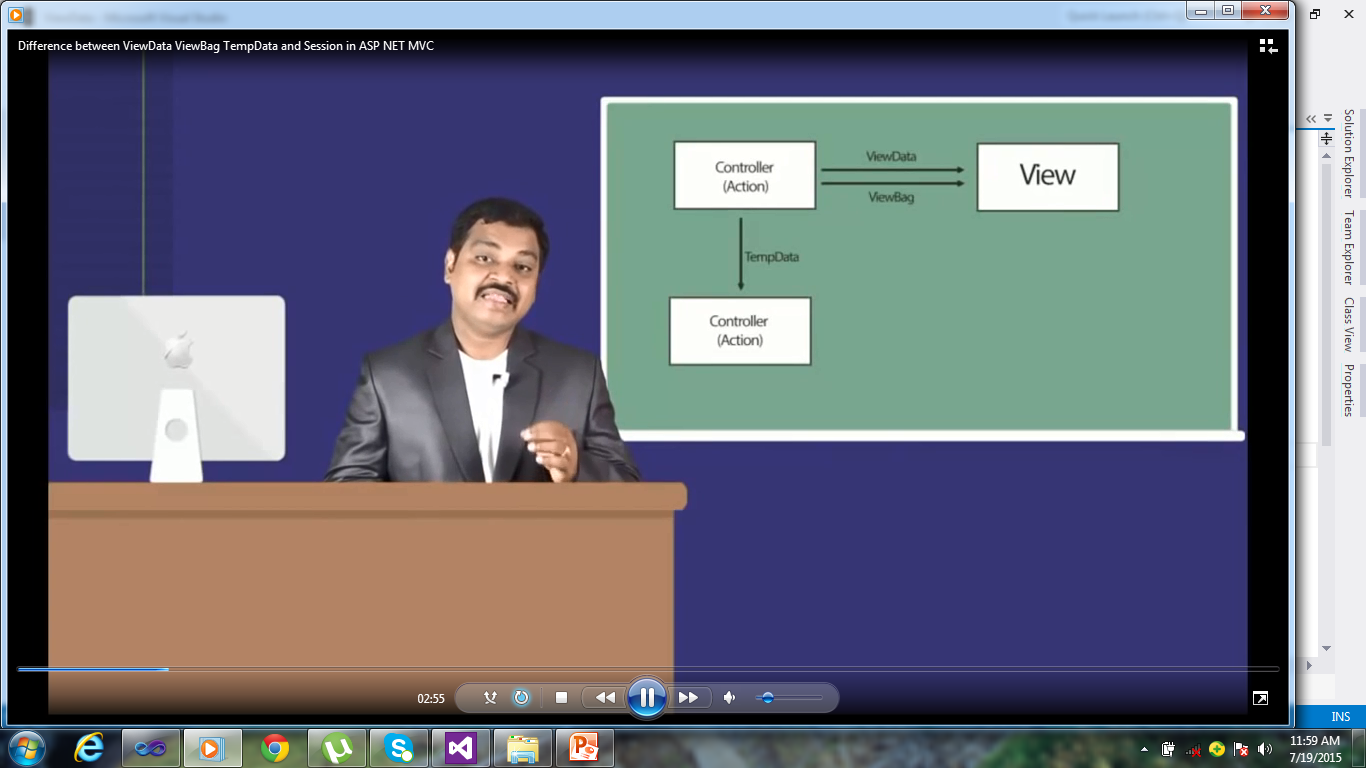 Difference between ViewData ViewBag TempData and Session in ASP NET MVC
Controller
(Action)
ViewData
ViewBag
View
TempData
Controller
(Action)
Solution Explorer
Team Explorer
Class View
Properties
02:55
INS
11:59 AM
7/19/2015